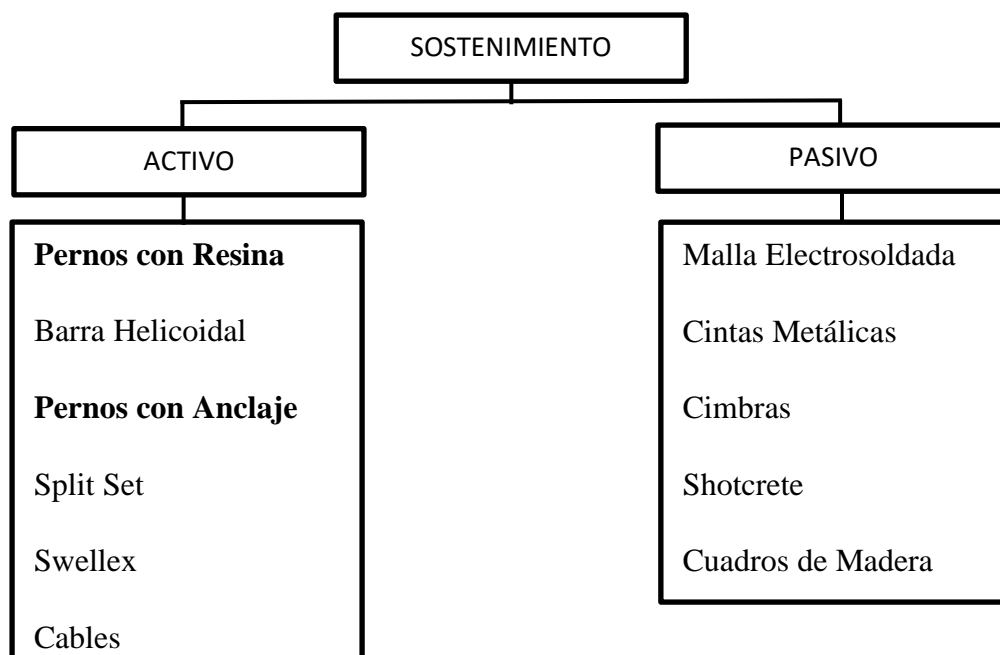 SOSTENIMIENTO
ACTIVO
Pernos con Resina
Barra Helicoidal
Pernos con Anclaje
Split Set
Swellex
Cables
PASIVO
Malla Electrosoldada
Cintas Metálicas
Cimbras
Shotcrete
Cuadros de Madera